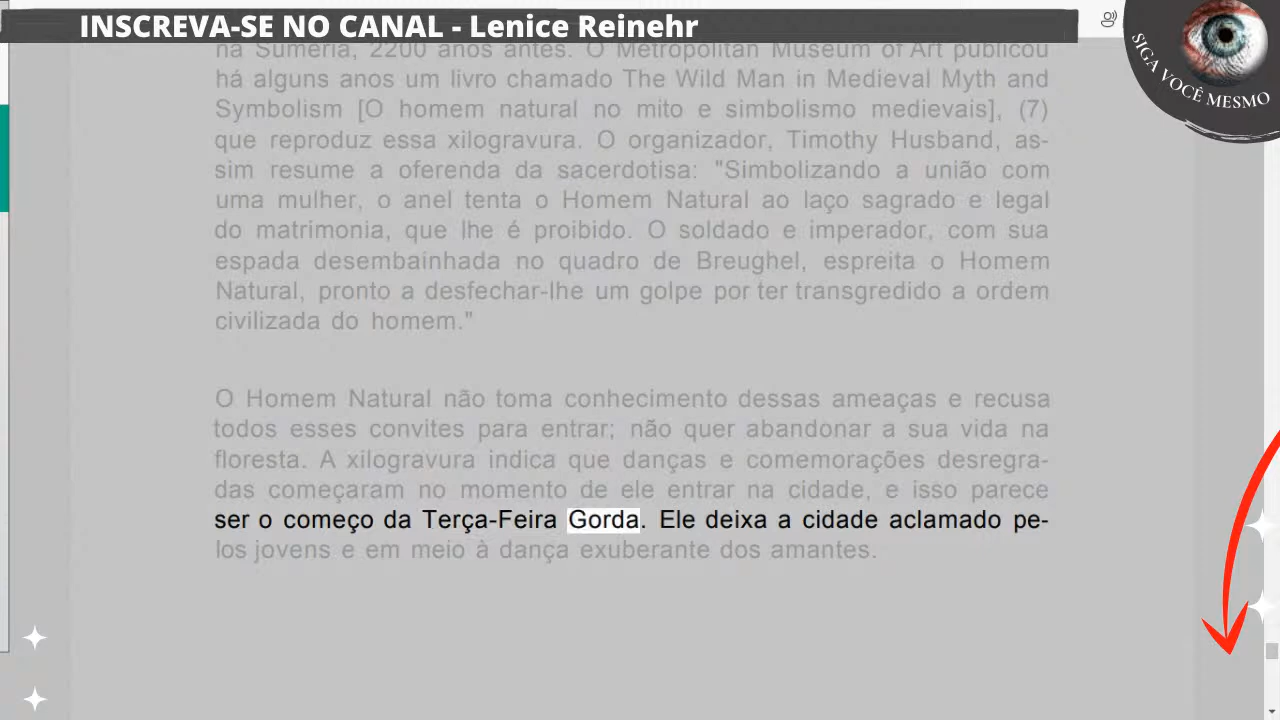 INSCREVA-SE NO CANAL - Lenice Reinehr
SIGA VOCÊ MESMO
na Suméria, 2200 anos antes. O Metropolitan Museum of Art publicou
há alguns anos um livro chamado The Wild Man in Medieval Myth and
Symbolism [O homem natural no mito e simbolismo medievais], (7)
que reproduz essa xilogravura. O organizador, Timothy Husband, as-
sim resume a oferenda da sacerdotisa: "Simbolizando a união com
uma mulher, o anel tenta o Homem Natural ao laço sagrado e legal
do matrimonia, que lhe é proibido. O soldado e imperador, com sua
espada desembainhada no quadro de Breughel, espreita o Homem
Natural, pronto a desfechar-lhe um golpe por ter transgredido a ordem
civilizada do homem."
O Homem Natural não toma conhecimento dessas ameaças e recusa
todos esses convites para entrar; não quer abandonar a sua vida na
floresta. A xilogravura indica que danças e comemorações desregra-
das começaram no momento de ele entrar na cidade, e isso parece
ser o começo da Terça-Feira Gorda. Ele deixa a cidade aclamado pe-
los jovens e em meio à dança exuberante dos amantes.